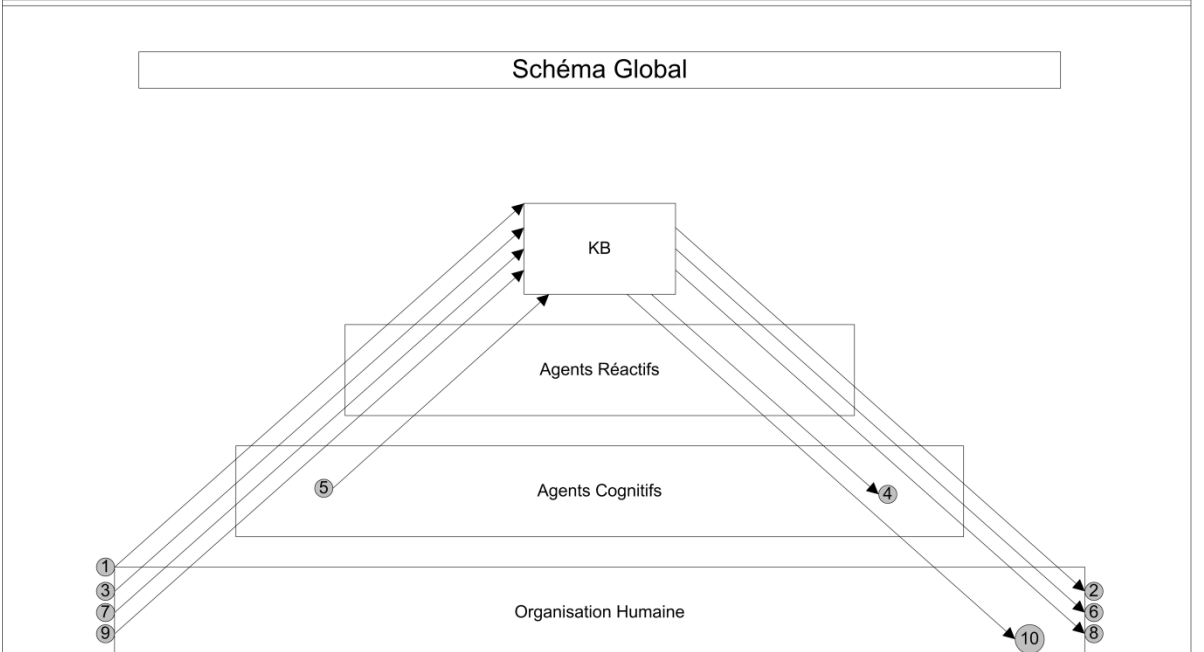 Schéma Global
KB
Agents Réactifs
5
Agents Cognitifs
4
1
3
7
9
Organisation Humaine
2
6
8
10